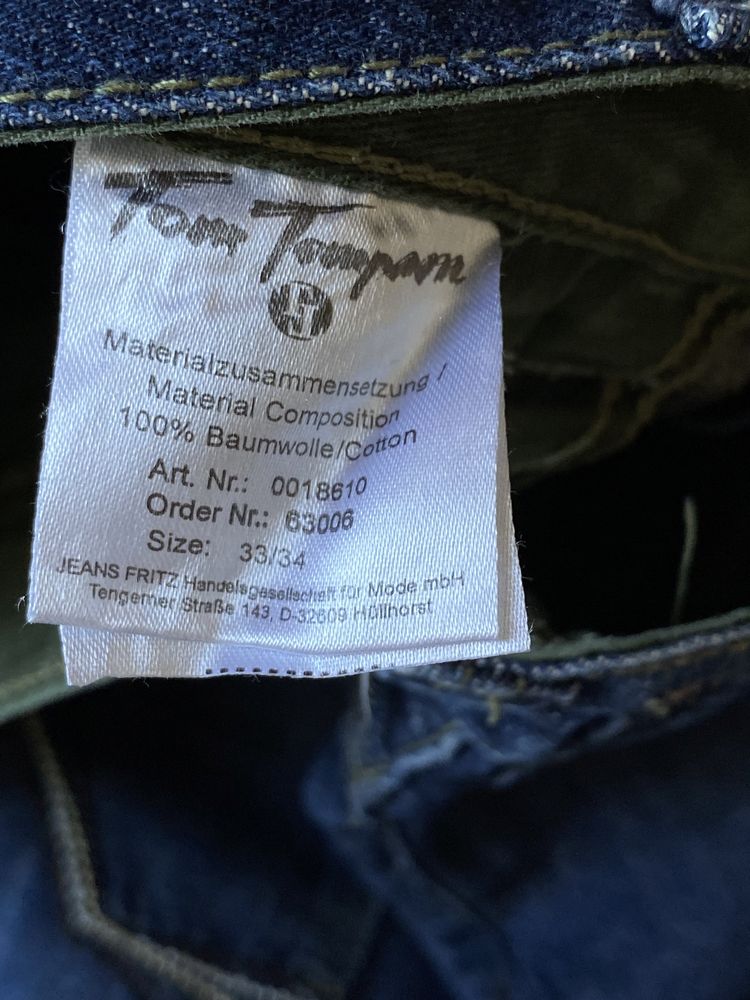 Tom Tompson
Materialzusammensetzung /
Material Composition
100% Baumwolle/Cotton
Art. Nr.: 0018610
Order Nr.: 63006
Size: 33/34
JEANS FRITZ Handelsgesellschaft für Mode mbH
Tengerner Straße 143, D-32609 Hüllhorst